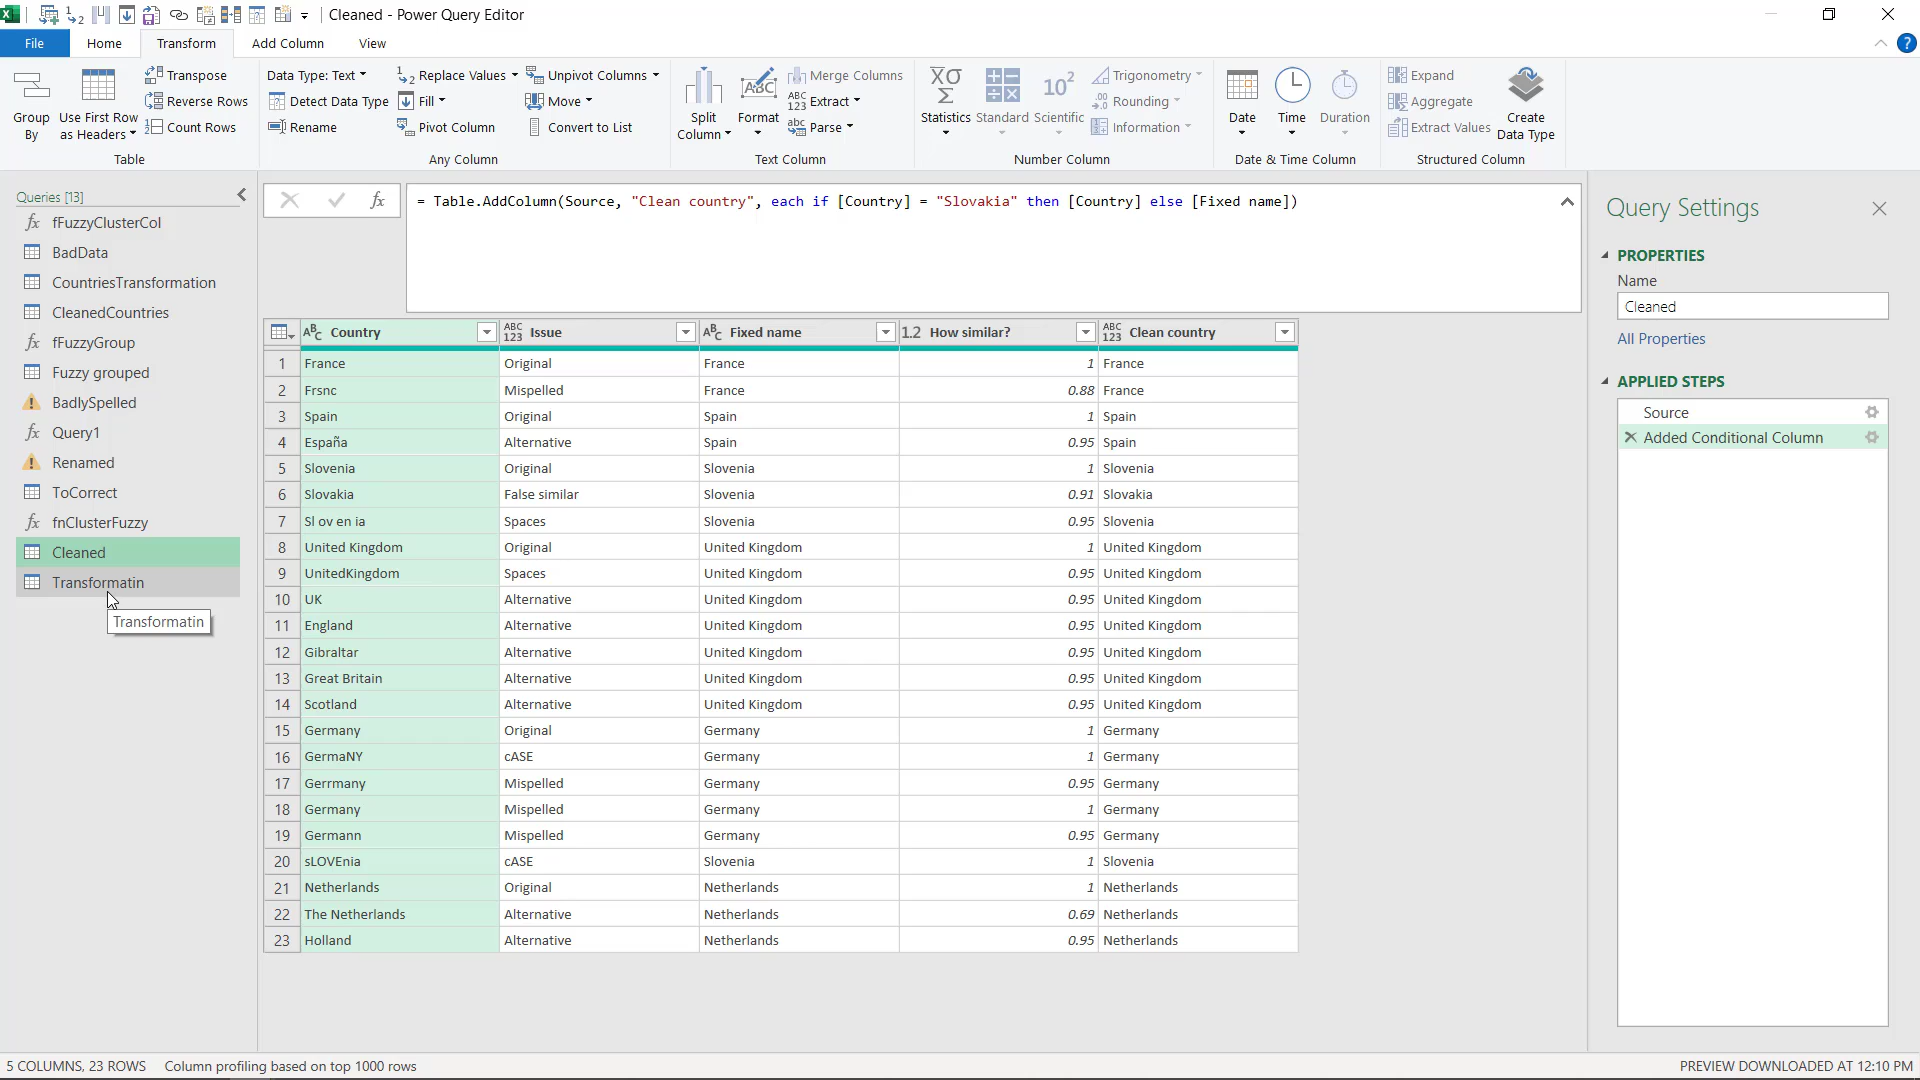 Cleaned - Power Query Editor
File Home Transform Add Column View
Group By
Use First Row as Headers
Transpose
Reverse Rows
Count Rows
Table
Data Type: Text
Detect Data Type
Rename
Replace Values
Fill
Pivot Column
Unpivot Columns
Move
Convert to List
Any Column
Split Column
Format
Merge Columns
Extract
Parse
Text Column
Statistics
Standard
Scientific
Trigonometry
Rounding
Information
Number Column
Date
Time
Duration
Date & Time Column
Expand
Aggregate
Extract Values
Create Data Type
Structured Column
Queries [13]
fFuzzyClusterCol
BadData
CountriesTransformation
CleanedCountries
fFuzzyGroup
Fuzzy grouped
BadlySpelled
Query1
Renamed
ToCorrect
fnClusterFuzzy
Cleaned
Transformatin
Transformatin
fx
= Table.AddColumn(Source, "Clean country", each if [Country] = "Slovakia" then [Country] else [Fixed name])
Country Issue Fixed name 1.2 How similar? Clean country
1 France Original France 1 France
2 Frsnc Mispelled France 0.88 France
3 Spain Original Spain 1 Spain
4 España Alternative Spain 0.95 Spain
5 Slovenia Original Slovenia 1 Slovenia
6 Slovakia False similar Slovenia 0.91 Slovakia
7 Sl ov en ia Spaces Slovenia 0.95 Slovenia
8 United Kingdom Original United Kingdom 1 United Kingdom
9 UnitedKingdom Spaces United Kingdom 0.95 United Kingdom
10 UK Alternative United Kingdom 0.95 United Kingdom
11 England Alternative United Kingdom 0.95 United Kingdom
12 Gibraltar Alternative United Kingdom 0.95 United Kingdom
13 Great Britain Alternative United Kingdom 0.95 United Kingdom
14 Scotland Alternative United Kingdom 0.95 United Kingdom
15 Germany Original Germany 1 Germany
16 GermaNY cASE Germany 1 Germany
17 Gerrmany Mispelled Germany 0.95 Germany
18 Germany Mispelled Germany 1 Germany
19 Germann Mispelled Germany 0.95 Germany
20 sLOVEnia cASE Slovenia 1 Slovenia
21 Netherlands Original Netherlands 1 Netherlands
22 The Netherlands Alternative Netherlands 0.69 Netherlands
23 Holland Alternative Netherlands 0.95 Netherlands
Query Settings
PROPERTIES
Name
Cleaned
All Properties
APPLIED STEPS
Source
Added Conditional Column
5 COLUMNS, 23 ROWS Column profiling based on top 1000 rows
PREVIEW DOWNLOADED AT 12:10 PM